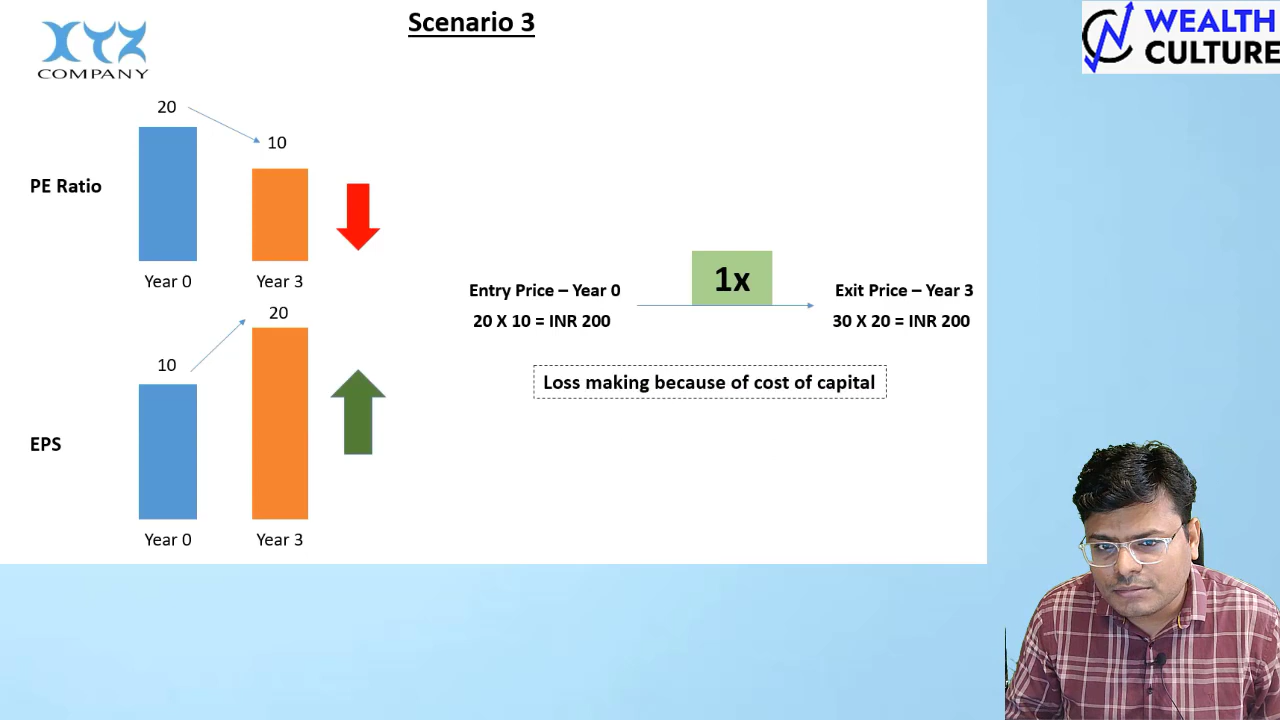 Scenario 3
XYZ
COMPANY
WEALTH
CULTURE
20
10
PE Ratio
Year 0
Year 3
10
20
EPS
Year 0
Year 3
1x
Entry Price – Year 0
20 X 10 = INR 200
Exit Price – Year 3
30 X 20 = INR 200
Loss making because of cost of capital